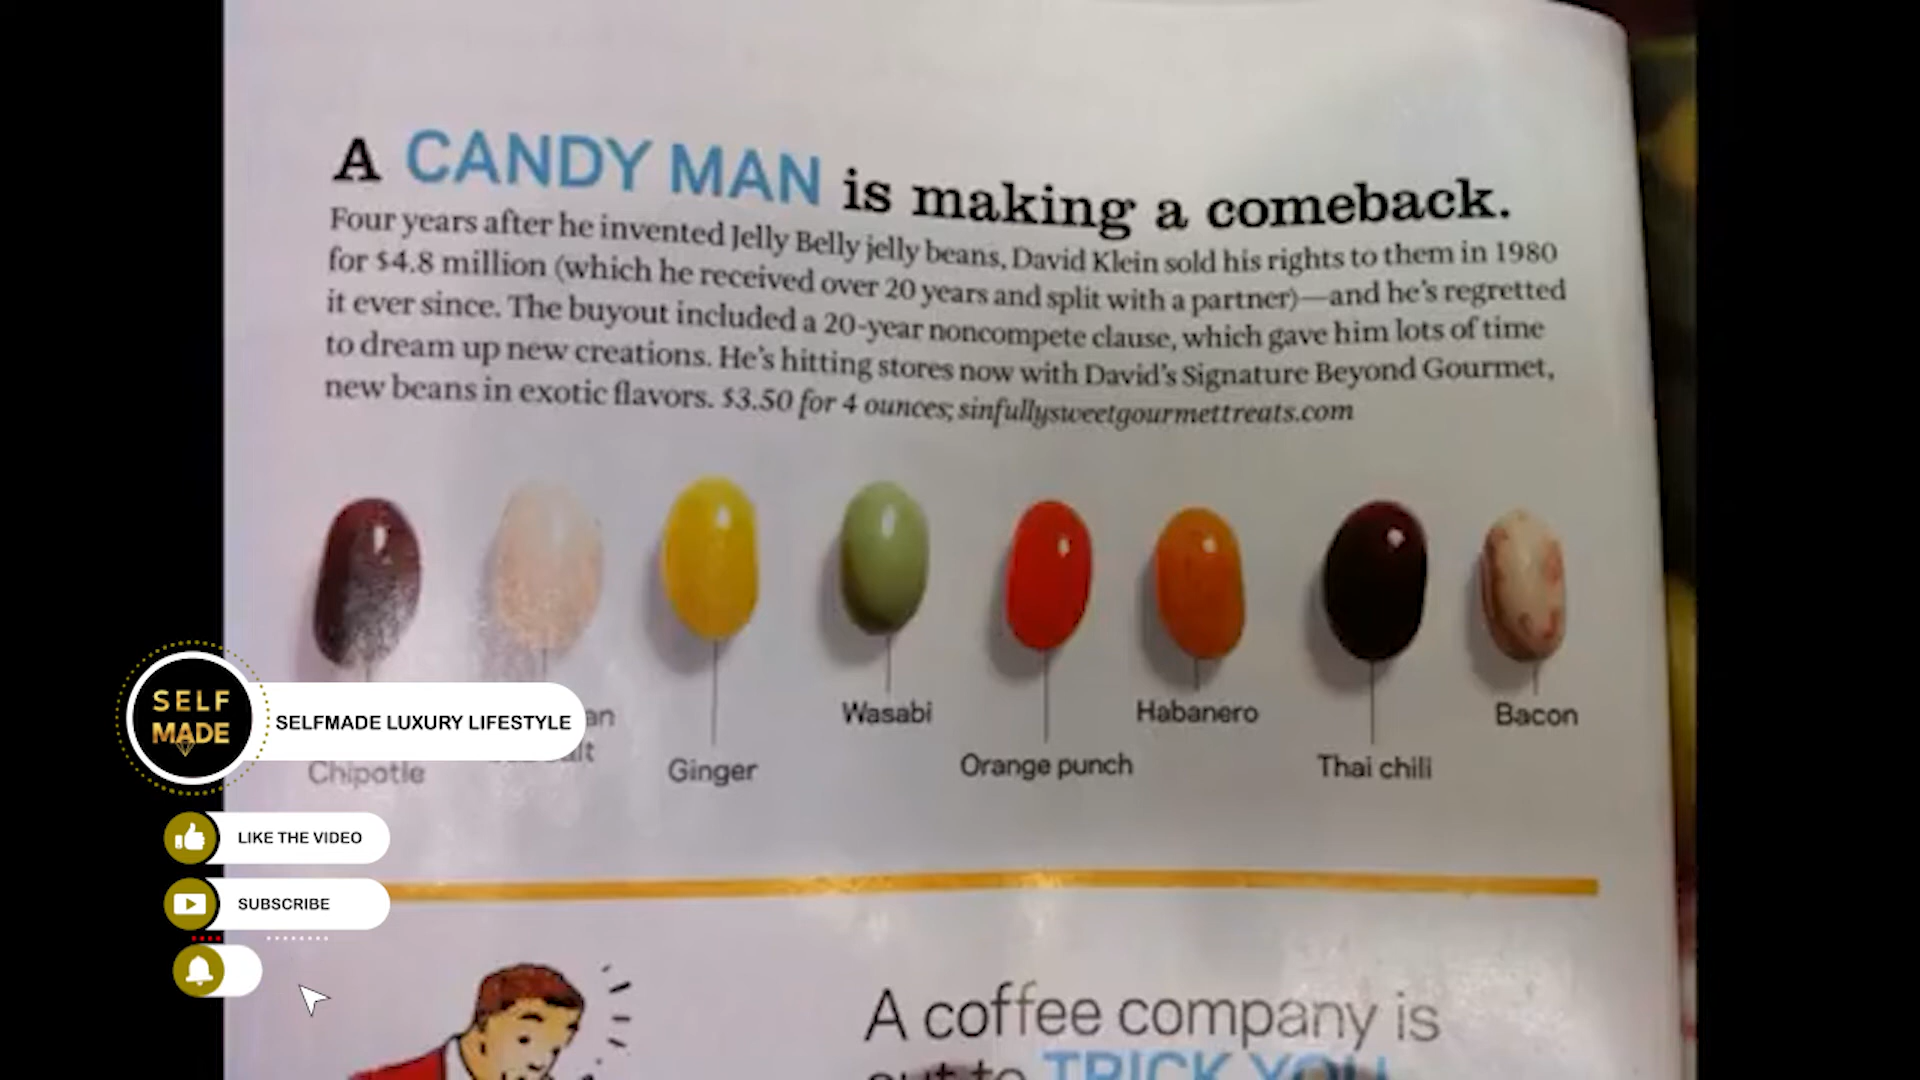 A CANDY MAN is making a comeback.
Four years after he invented Jelly Belly jelly beans, David Klein sold his rights to them in 1980
for $4.8 million (which he received over 20 years and split with a partner)—and he's regretted
it ever since. The buyout included a 20-year noncompete clause, which gave him lots of time
to dream up new creations. He's hitting stores now with David's Signature Beyond Gourmet,
new beans in exotic flavors. $3.50 for 4 ounces; sinfullysweetgourmettreats.com
Wasabi
Habanero
Bacon
Chipotle
Ginger
Orange punch
Thai chili
SELF
MADE
SELFMADE LUXURY LIFESTYLE
LIKE THE VIDEO
SUBSCRIBE
A coffee company is
out to TRICK YOU